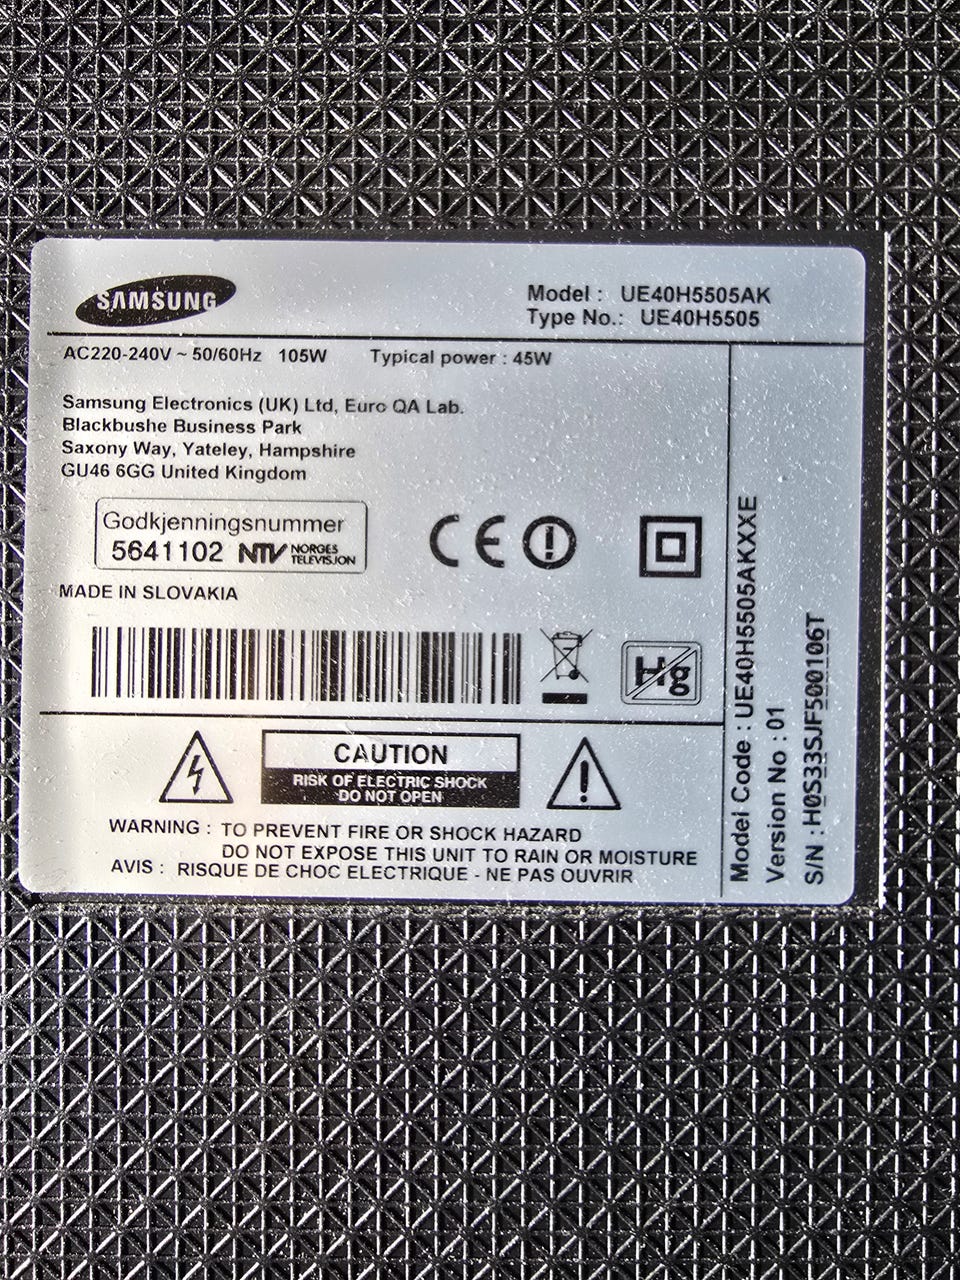 SAMSUNG
Model : UE40H5505AK
Type No.: UE40H5505
AC220-240V ~ 50/60Hz 105W Typical power : 45W
Samsung Electronics (UK) Ltd, Euro QA Lab.
Blackbushe Business Park
Saxony Way, Yateley, Hampshire
GU46 6GG United Kingdom
Godkjenningsnummer
5641102 NTV NORGES TELEVISJON
CE
MADE IN SLOVAKIA
Hg
CAUTION
RISK OF ELECTRIC SHOCK
DO NOT OPEN
WARNING : TO PREVENT FIRE OR SHOCK HAZARD
DO NOT EXPOSE THIS UNIT TO RAIN OR MOISTURE
AVIS : RISQUE DE CHOC ELECTRIQUE - NE PAS OUVRIR
Model Code : UE40H5505AKXXE
Version No : 01
S/N : H0S33SJF500106T